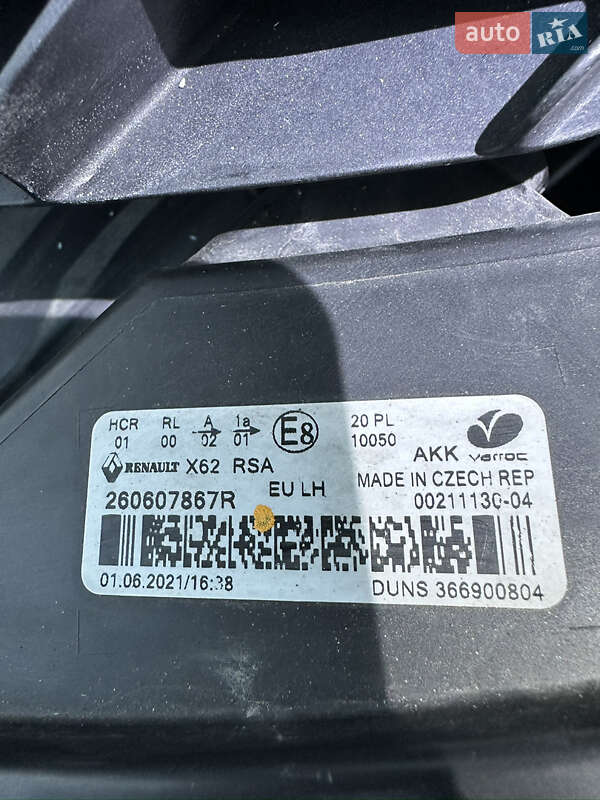 auto RIA .com
HCR RL A 1a E8 20 PL
01 00 02 01 10050
RENAULT X62 RSA AKK varroc
EU LH MADE IN CZECH REP
260607867R 00211130-04
01.06.2021/16:38 DUNS 366900804